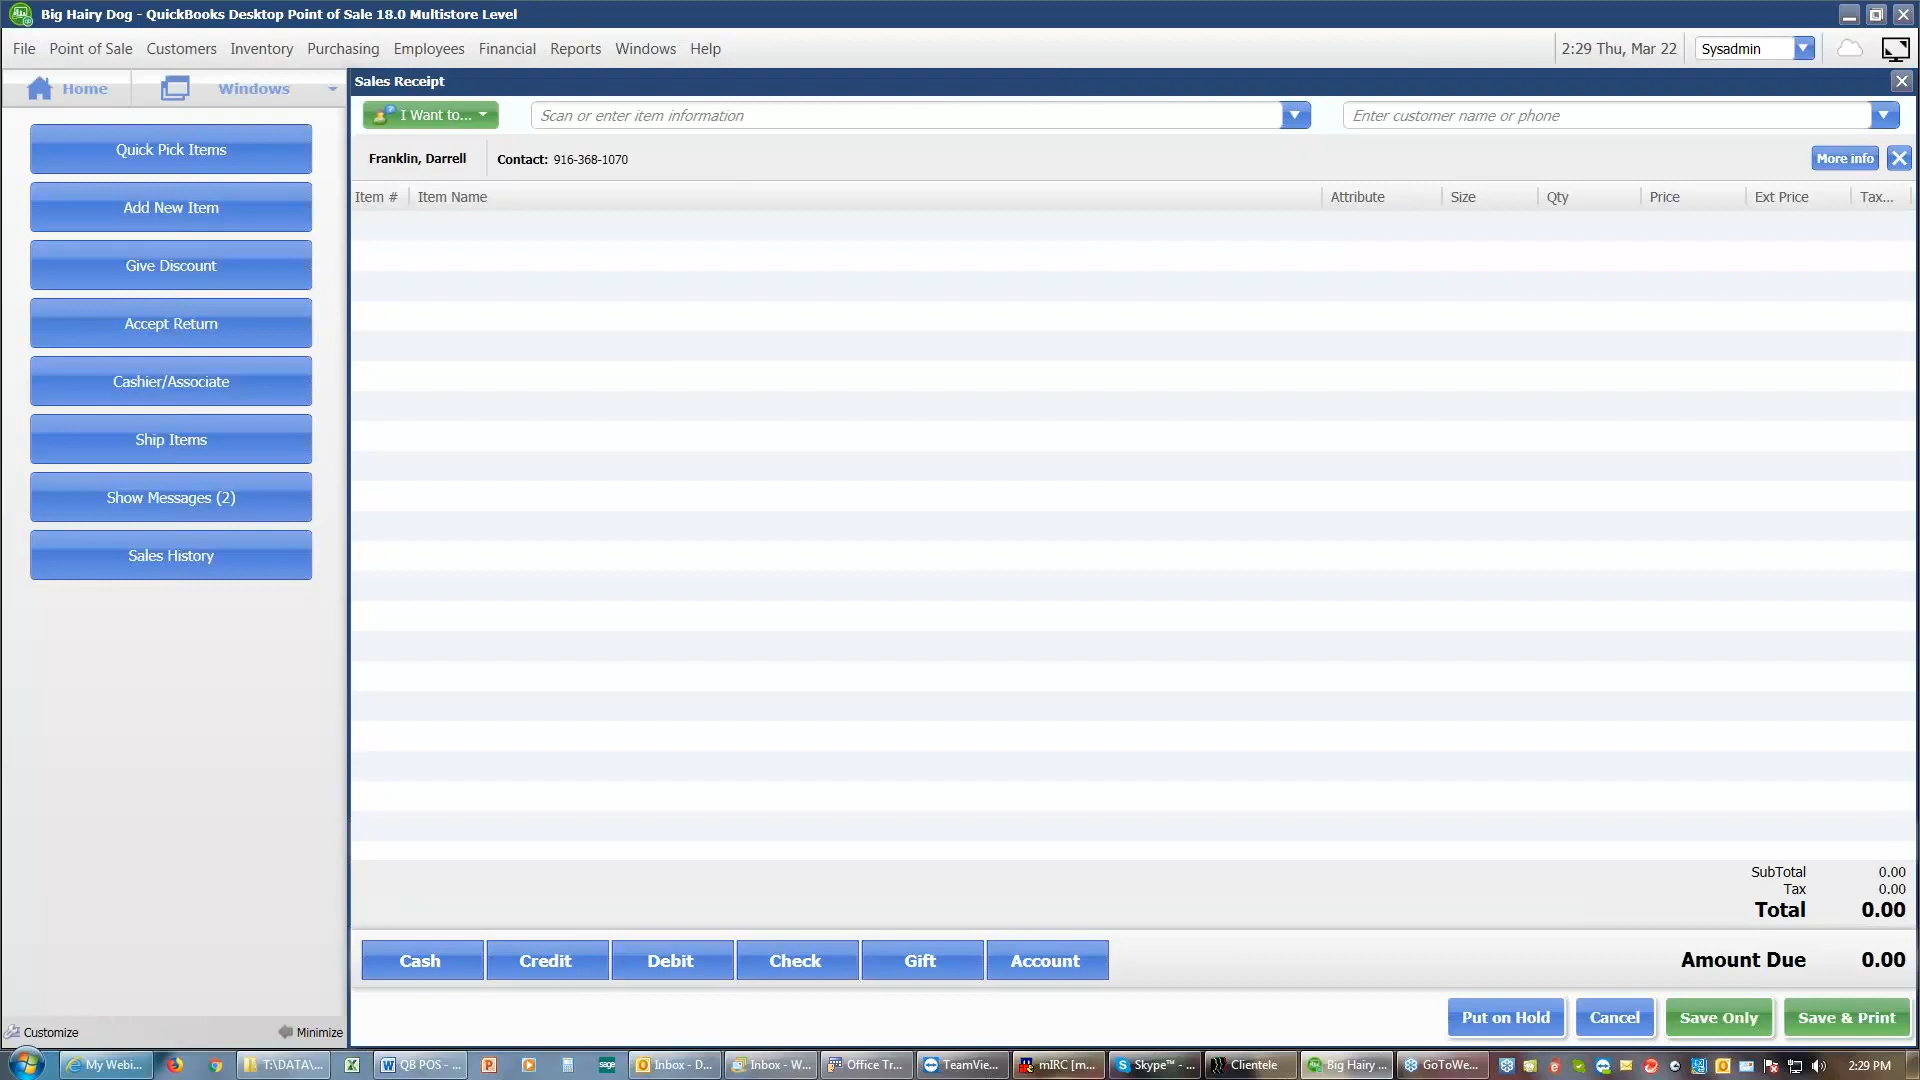 Big Hairy Dog - QuickBooks Desktop Point of Sale 18.0 Multistore Level
File Point of Sale Customers Inventory Purchasing Employees Financial Reports Windows Help
2:29 Thu, Mar 22 Sysadmin
Home Windows
Sales Receipt
I Want to... Scan or enter item information Enter customer name or phone
Franklin, Darrell Contact: 916-368-1070 More info
Item # Item Name Attribute Size Qty Price Ext Price Tax...
Quick Pick Items
Add New Item
Give Discount
Accept Return
Cashier/Associate
Ship Items
Show Messages (2)
Sales History
SubTotal 0.00
Tax 0.00
Total 0.00
Cash Credit Debit Check Gift Account Amount Due 0.00
Put on Hold Cancel Save Only Save & Print
Customize Minimize
My Webi... T:\DATA\... QB POS - ... Inbox - D... Inbox - W... Office Tr... TeamVie... mIRC [m... Skype™ - ... Clientele Big Hairy ... GoToWe... 2:29 PM